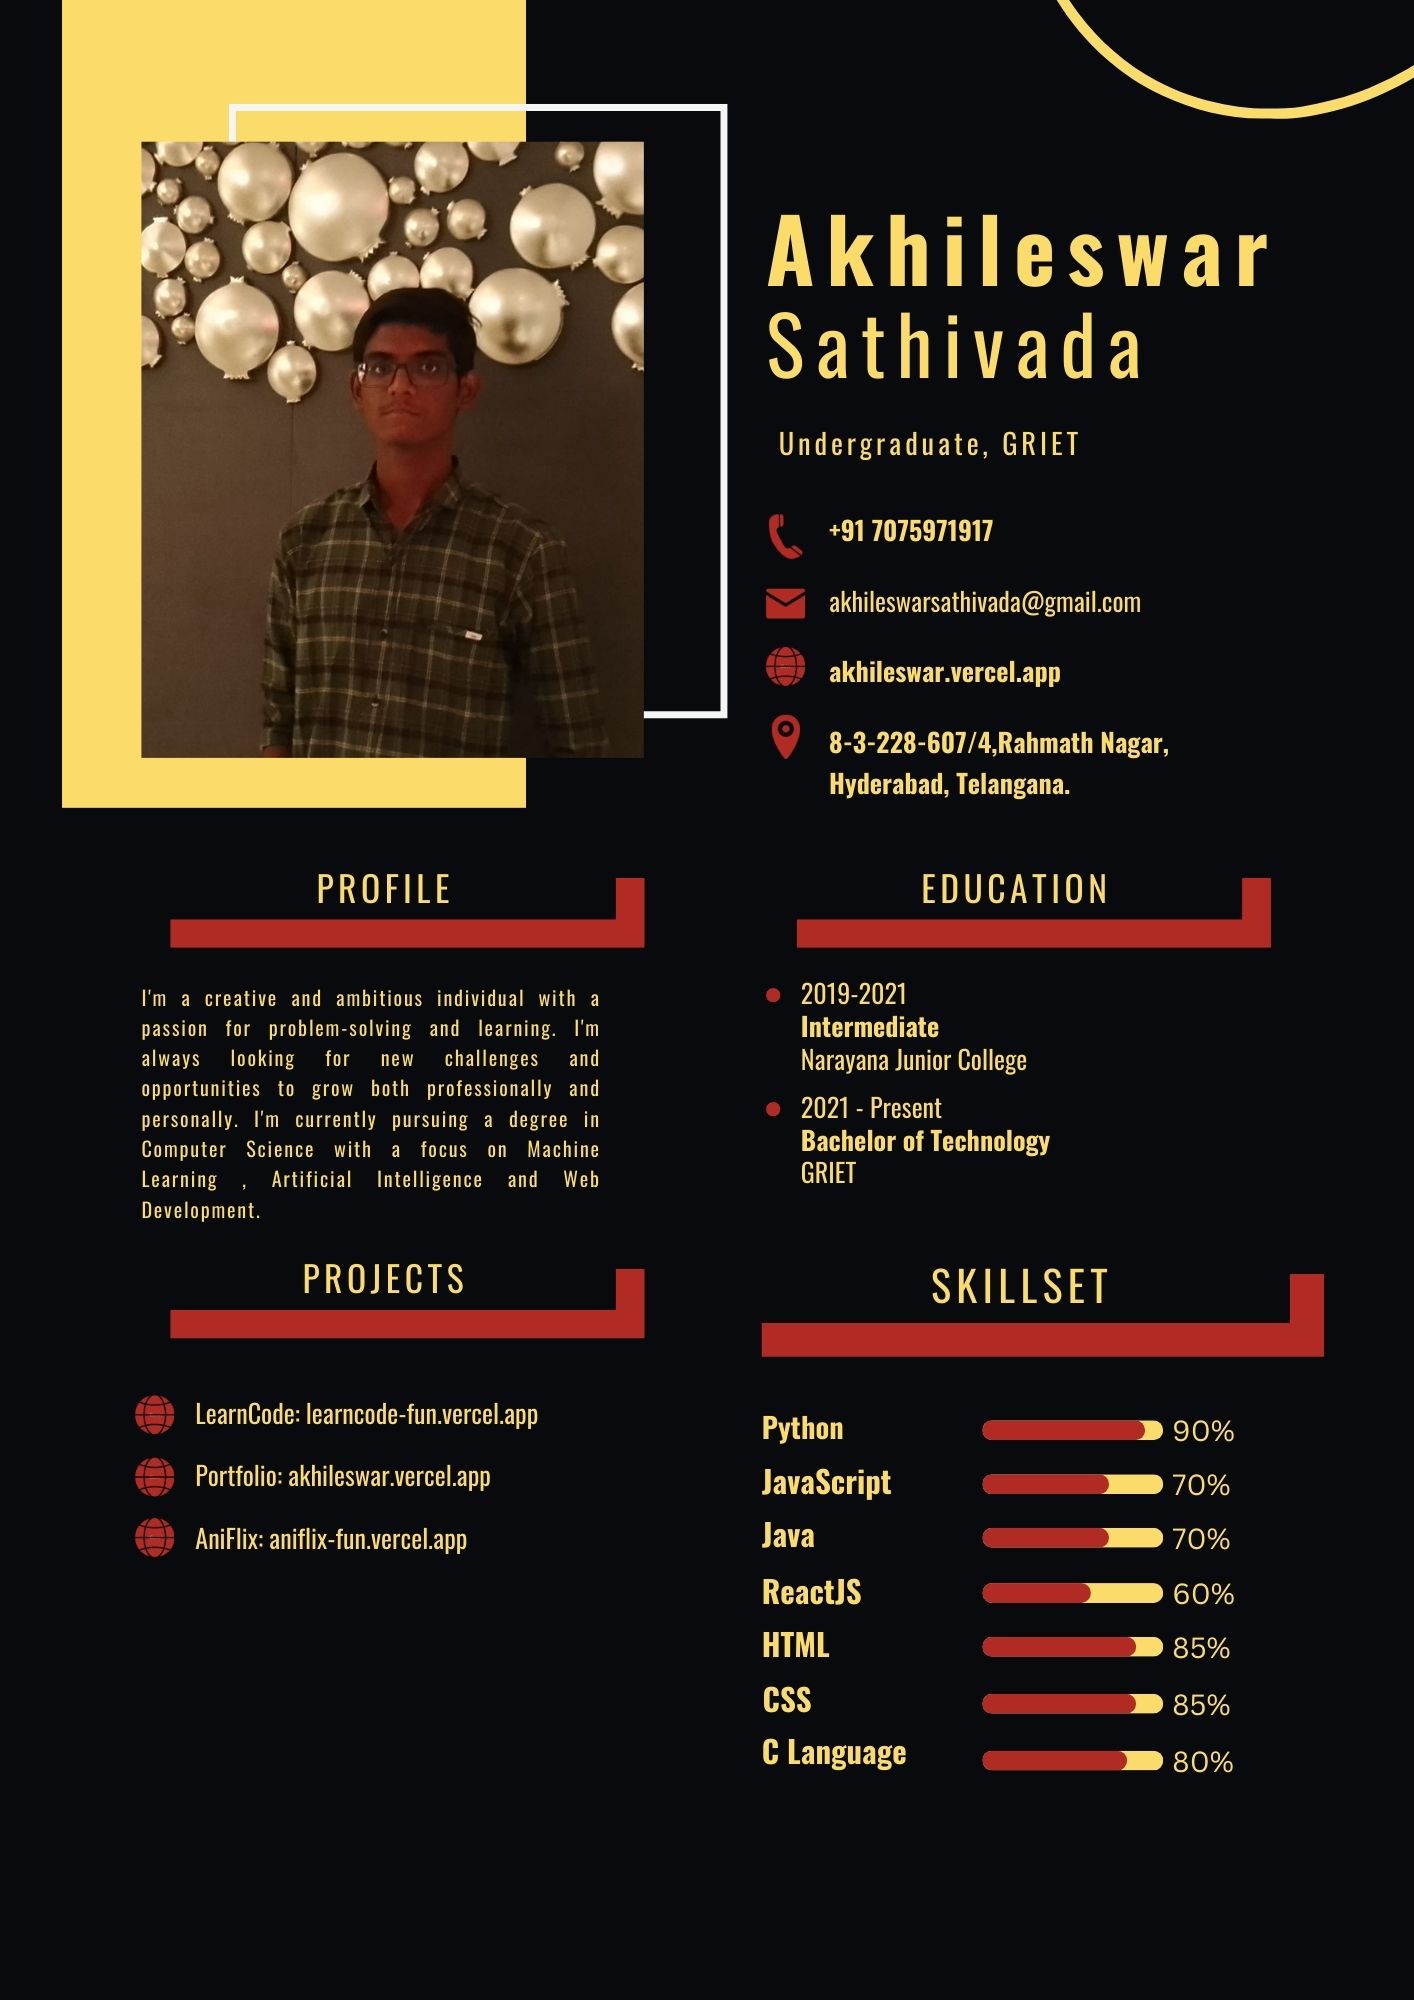 Akhileswar
Sathivada
Undergraduate, GRIET
+91 7075971917
akhileswarsathivada@gmail.com
akhileswar.vercel.app
8-3-228-607/4,Rahmath Nagar,
Hyderabad, Telangana.
PROFILE
I'm a creative and ambitious individual with a
passion for problem-solving and learning. I'm
always looking for new challenges and
opportunities to grow both professionally and
personally. I'm currently pursuing a degree in
Computer Science with a focus on Machine
Learning , Artificial Intelligence and Web
Development.
EDUCATION
2019-2021
Intermediate
Narayana Junior College
2021 - Present
Bachelor of Technology
GRIET
PROJECTS
LearnCode: learncode-fun.vercel.app
Portfolio: akhileswar.vercel.app
AniFlix: aniflix-fun.vercel.app
SKILLSET
Python 90%
JavaScript 70%
Java 70%
ReactJS 60%
HTML 85%
CSS 85%
C Language 80%